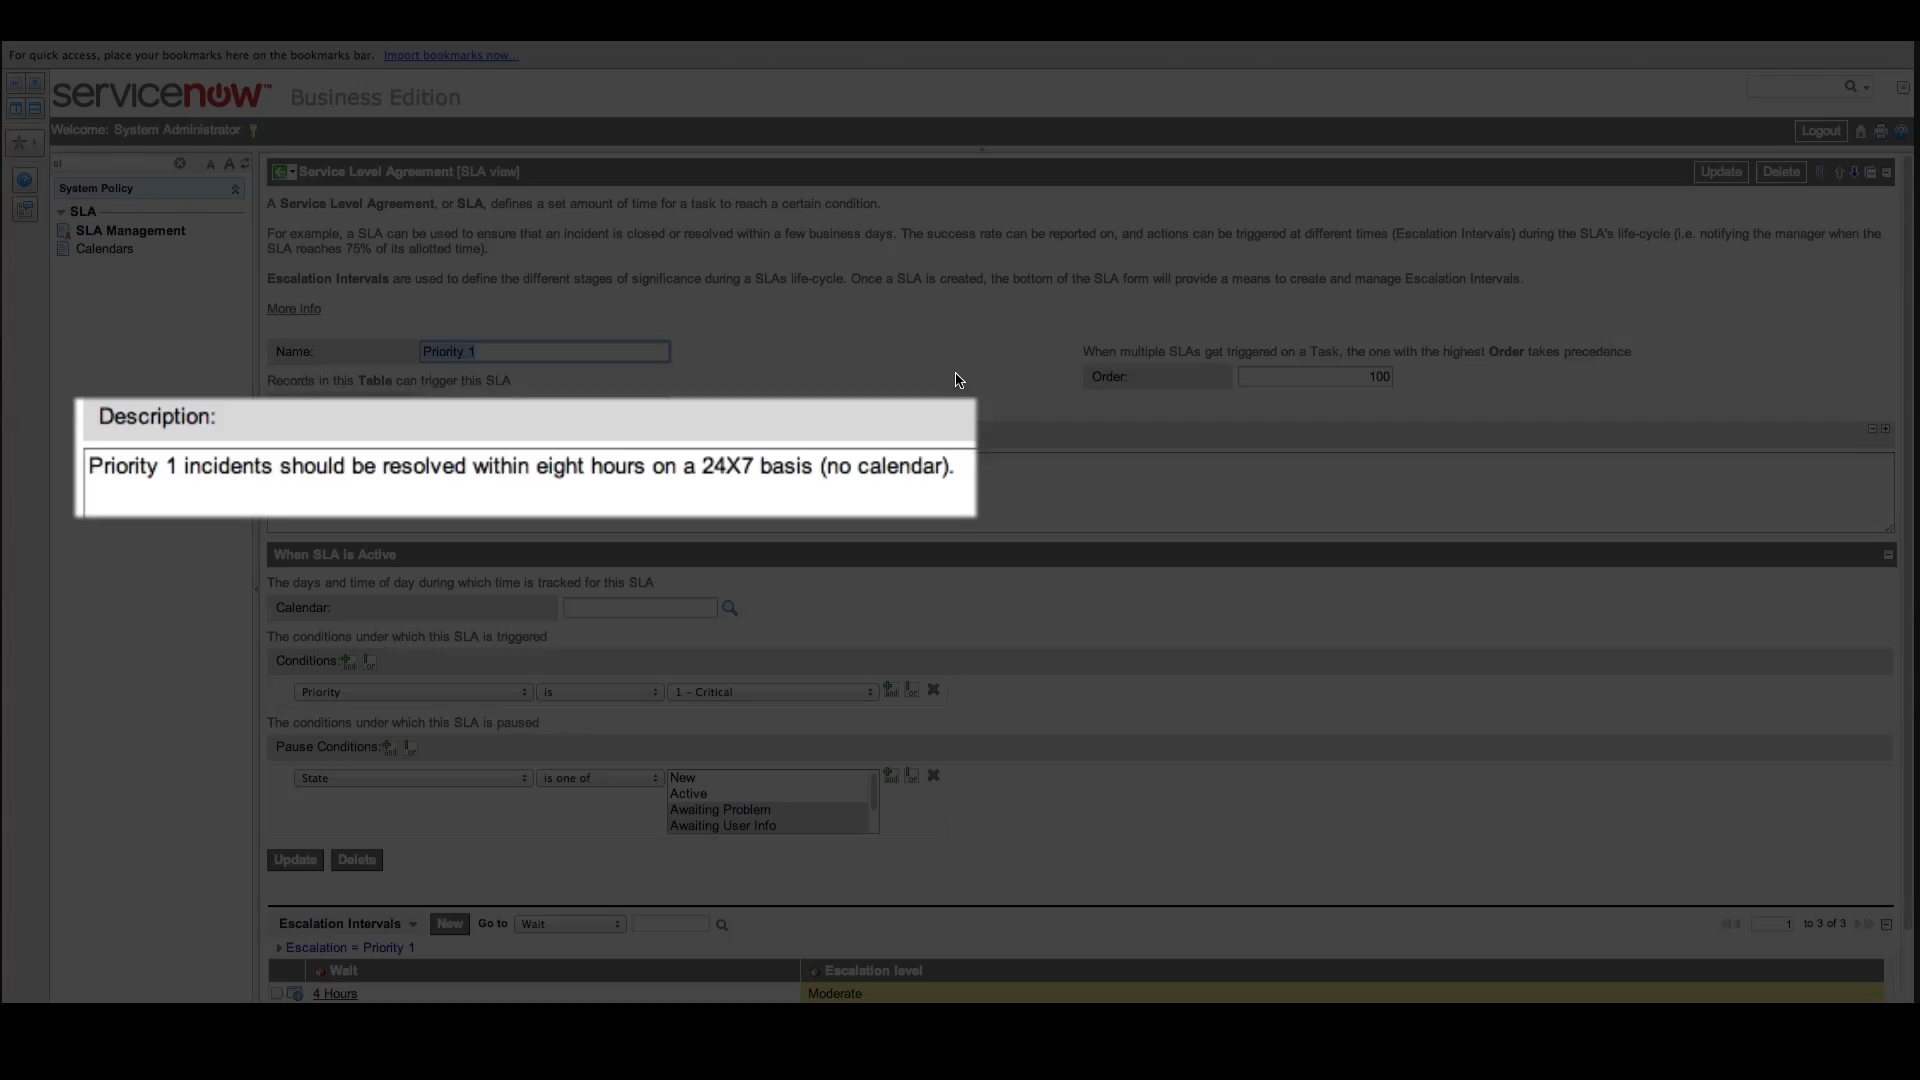 For quick access, place your bookmarks here on the bookmarks bar. Import bookmarks now...
servicenow™ Business Edition
Welcome: System Administrator
Logout
sl
A A
System Policy
SLA
SLA Management
Calendars
Service Level Agreement [SLA view]
Update Delete
A Service Level Agreement, or SLA, defines a set amount of time for a task to reach a certain condition.
For example, a SLA can be used to ensure that an incident is closed or resolved within a few business days. The success rate can be reported on, and actions can be triggered at different times (Escalation Intervals) during the SLA's life-cycle (i.e. notifying the manager when the
SLA reaches 75% of its allotted time).
Escalation Intervals are used to define the different stages of significance during a SLAs life-cycle. Once a SLA is created, the bottom of the SLA form will provide a means to create and manage Escalation Intervals.
More info
Name: Priority 1
When multiple SLAs get triggered on a Task, the one with the highest Order takes precedence
Records in this Table can trigger this SLA
Order: 100
Description:
Priority 1 incidents should be resolved within eight hours on a 24X7 basis (no calendar).
When SLA is Active
The days and time of day during which time is tracked for this SLA
Calendar:
The conditions under which this SLA is triggered
Conditions: and or
Priority is 1 - Critical and or
The conditions under which this SLA is paused
Pause Conditions: and or
State is one of New and or
Active
Awaiting Problem
Awaiting User Info
Update Delete
Escalation Intervals New Go to Wait 1 to 3 of 3
Escalation = Priority 1
Wait Escalation level
4 Hours Moderate